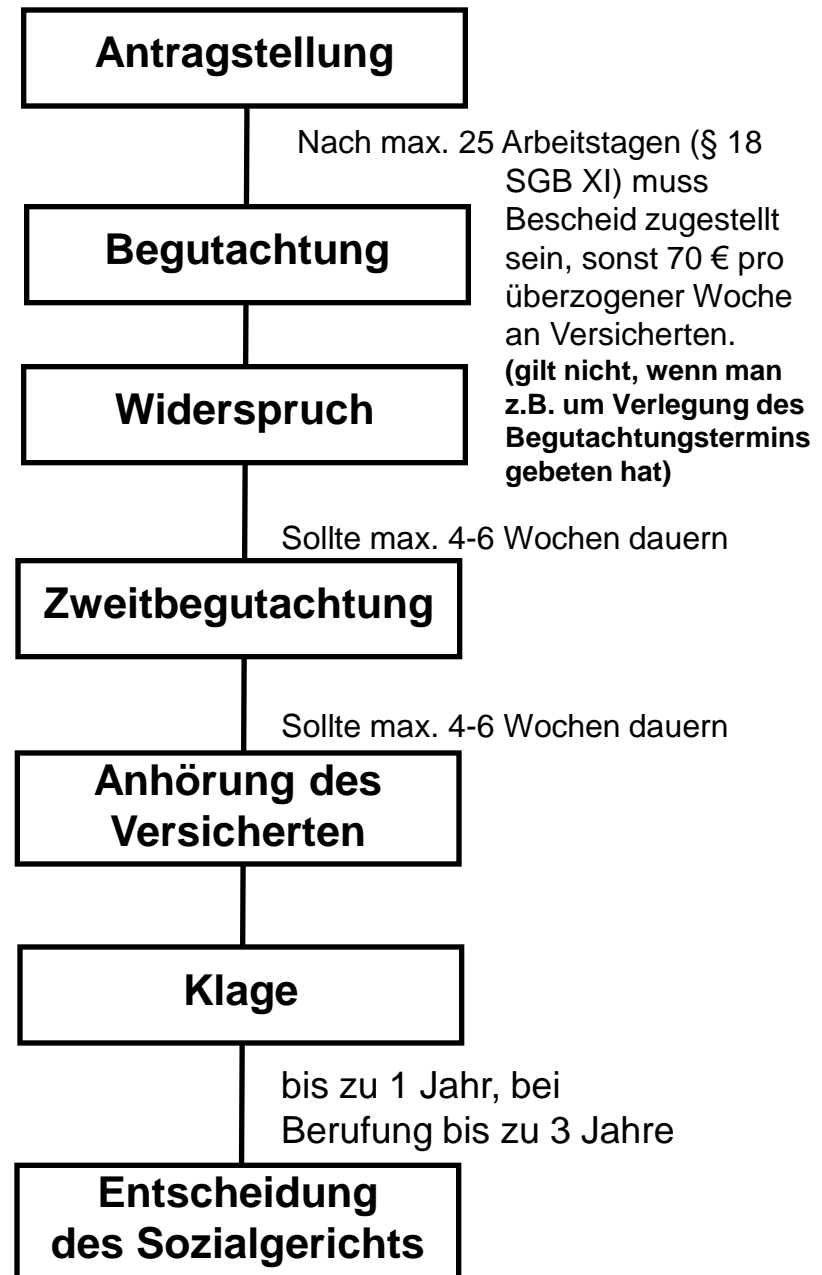 Antragstellung
Nach max. 25 Arbeitstagen (§ 18
SGB XI) muss
Bescheid zugestellt
sein, sonst 70 € pro
überzogener Woche
an Versicherten.
(gilt nicht, wenn man
z.B. um Verlegung des
Begutachtungstermins
gebeten hat)
Begutachtung
Widerspruch
Sollte max. 4-6 Wochen dauern
Zweitbegutachtung
Sollte max. 4-6 Wochen dauern
Anhörung des
Versicherten
Klage
bis zu 1 Jahr, bei
Berufung bis zu 3 Jahre
Entscheidung
des Sozialgerichts